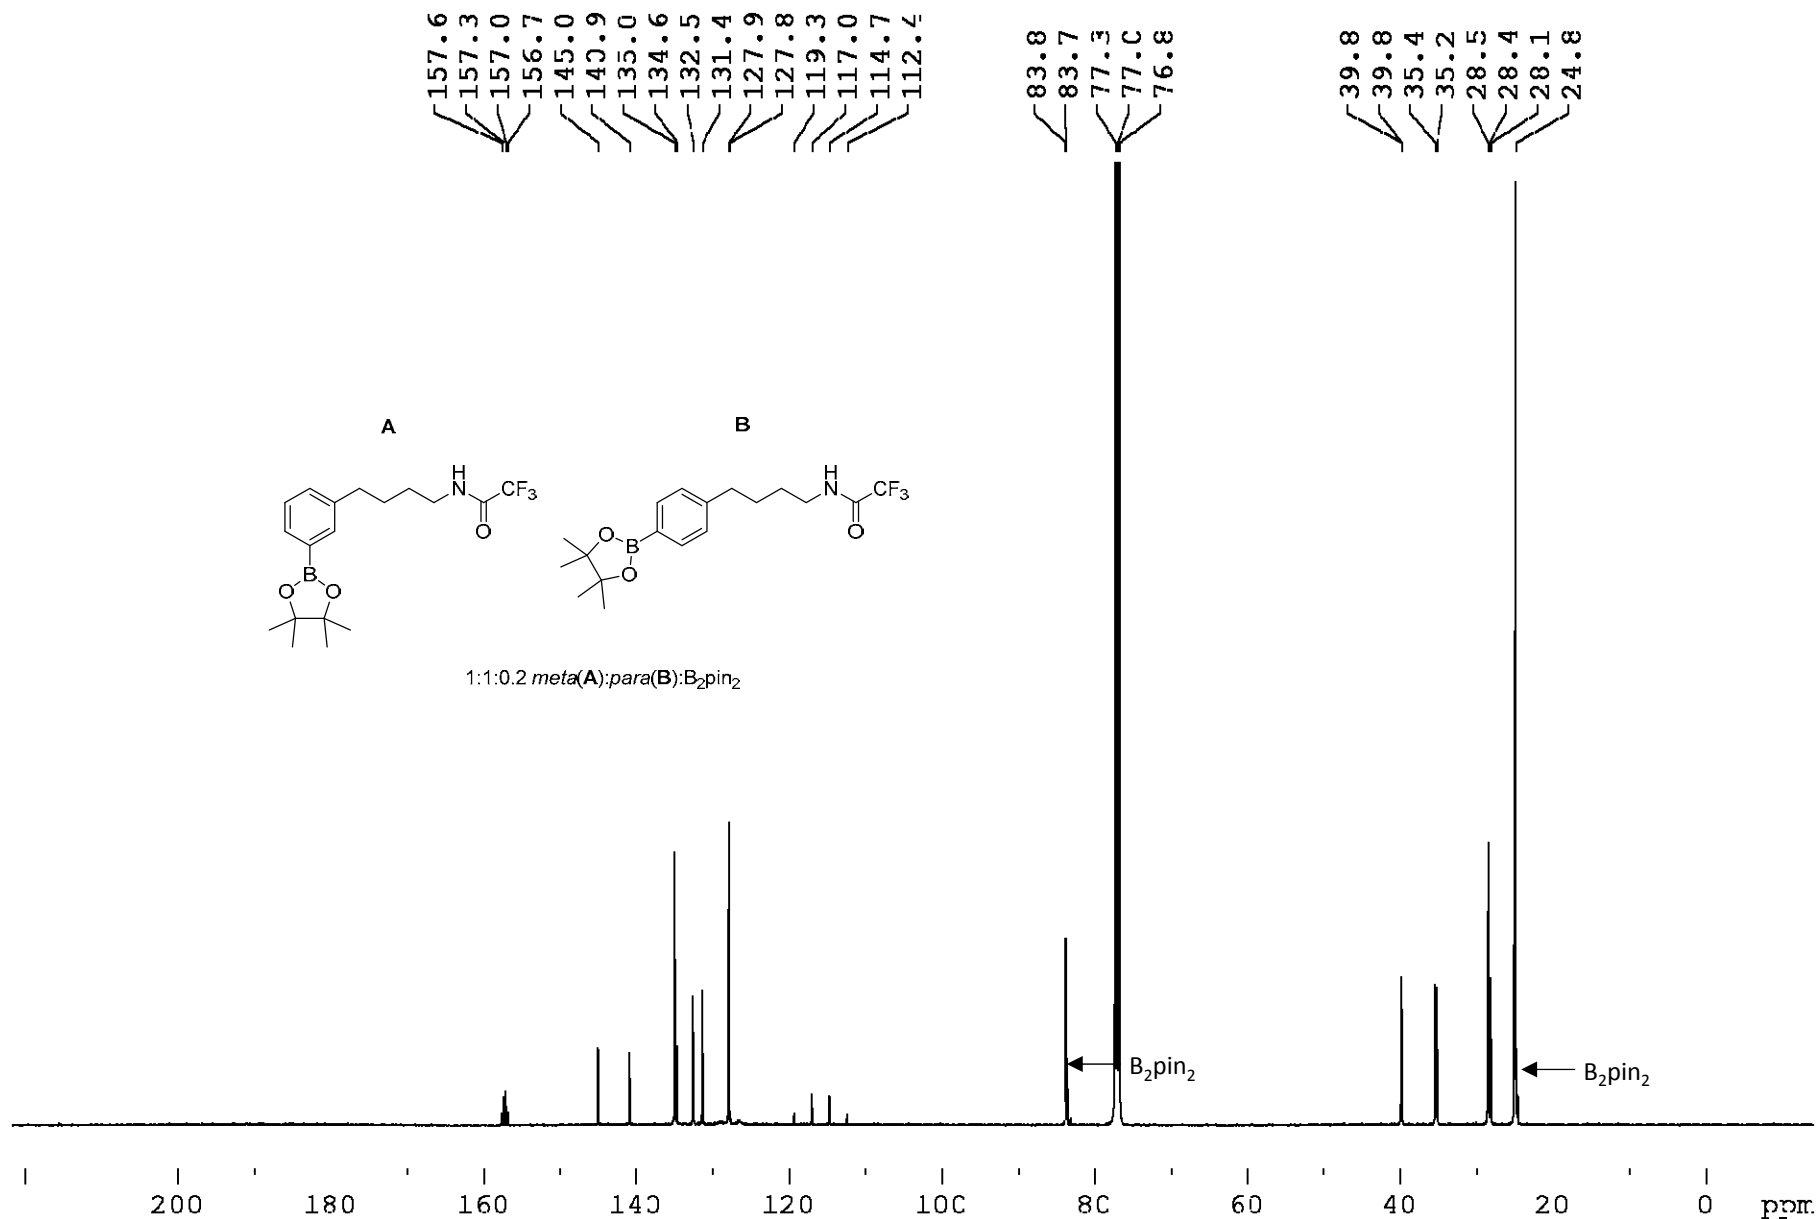 157.6
157.3
157.0
156.7
145.0
140.9
135.0
134.6
132.5
131.4
127.9
127.8
119.3
117.0
114.7
112.4
83.8
83.7
77.3
77.0
76.8
39.8
39.8
35.4
35.2
28.5
28.4
28.1
24.8
A
B
H
N
CF3
O
B
O
O
H
N
CF3
O
O
B
O
1:1:0.2 meta(A):para(B):B2pin2
B2pin2
B2pin2
200 180 160 140 120 100 80 60 40 20 0 ppm